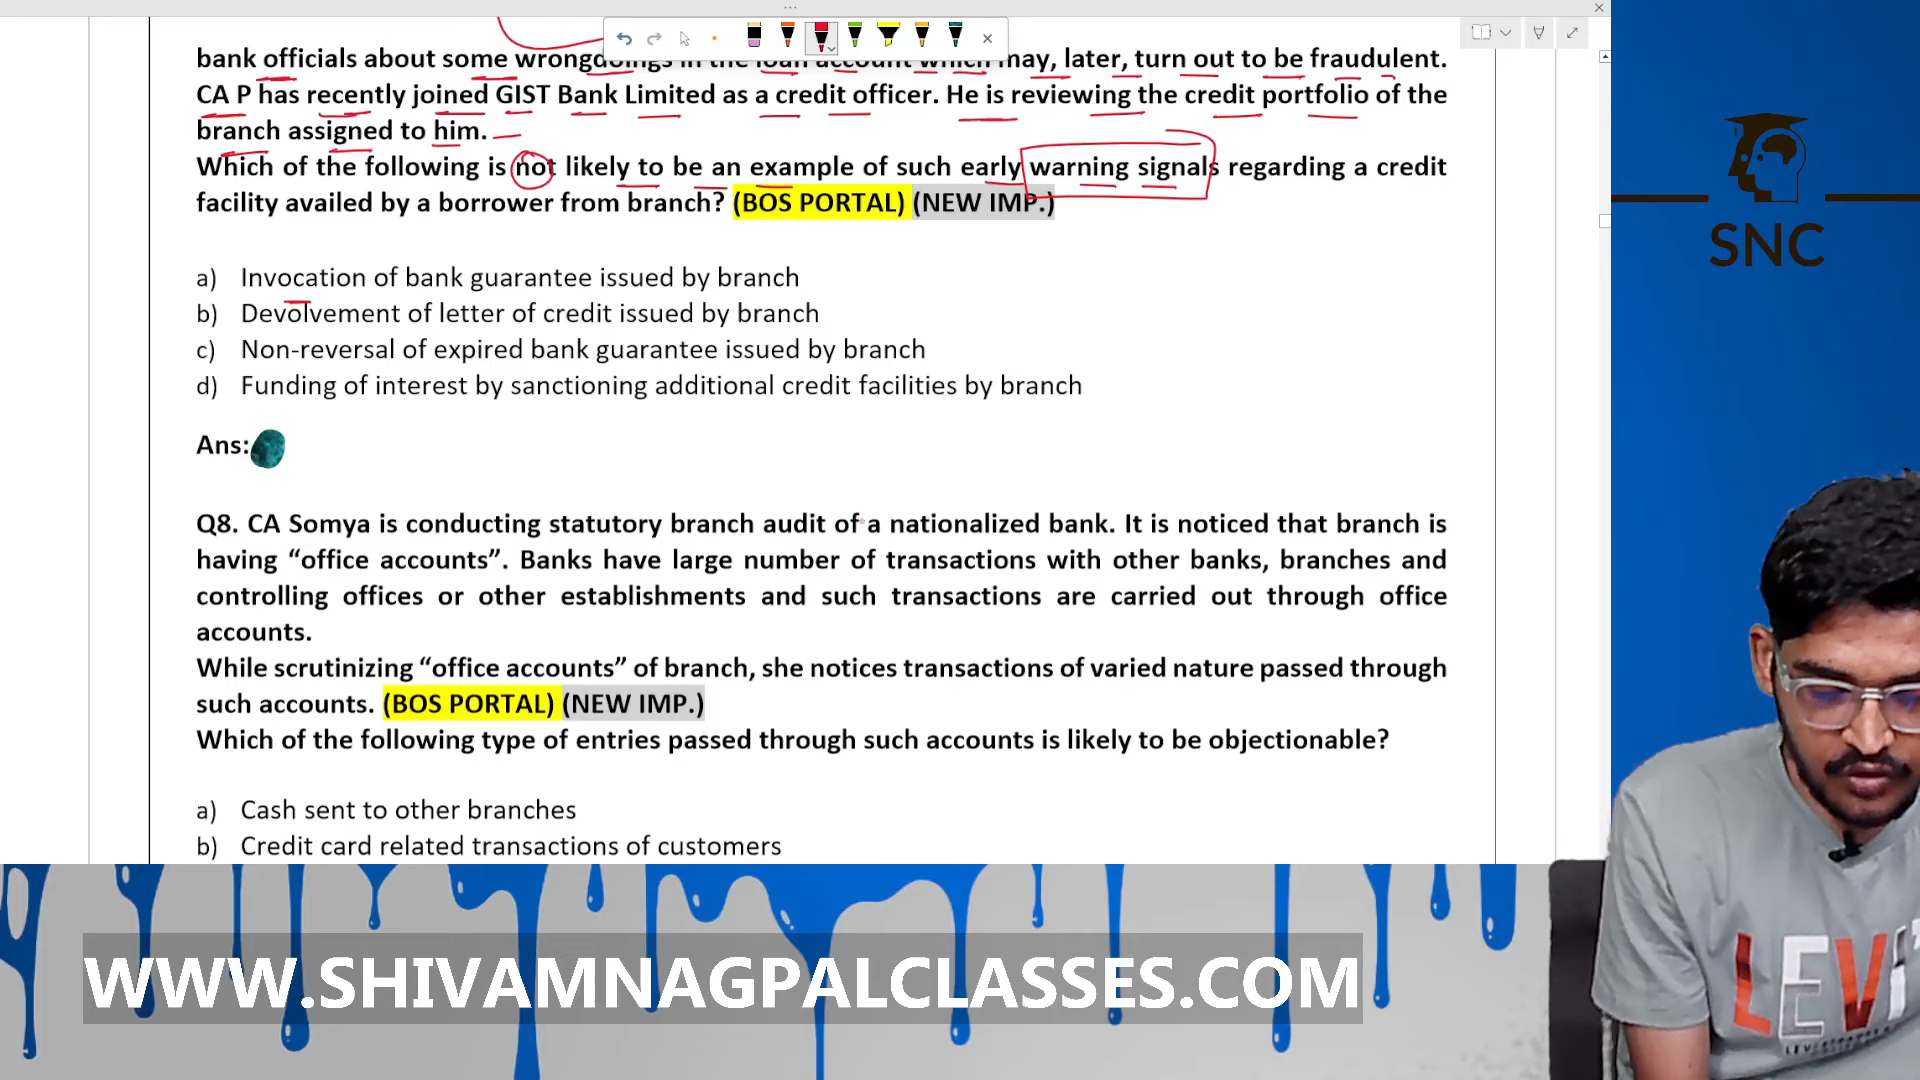 bank officials about some wrongdoings in the loan account which may, later, turn out to be fraudulent.
CA P has recently joined GIST Bank Limited as a credit officer. He is reviewing the credit portfolio of the
branch assigned to him.
Which of the following is not likely to be an example of such early warning signals regarding a credit
facility availed by a borrower from branch? (BOS PORTAL) (NEW IMP.)
a) Invocation of bank guarantee issued by branch
b) Devolvement of letter of credit issued by branch
c) Non-reversal of expired bank guarantee issued by branch
d) Funding of interest by sanctioning additional credit facilities by branch
Ans:
Q8. CA Somya is conducting statutory branch audit of a nationalized bank. It is noticed that branch is
having “office accounts”. Banks have large number of transactions with other banks, branches and
controlling offices or other establishments and such transactions are carried out through office
accounts.
While scrutinizing “office accounts” of branch, she notices transactions of varied nature passed through
such accounts. (BOS PORTAL) (NEW IMP.)
Which of the following type of entries passed through such accounts is likely to be objectionable?
a) Cash sent to other branches
b) Credit card related transactions of customers
SNC
WWW.SHIVAMNAGPALCLASSES.COM